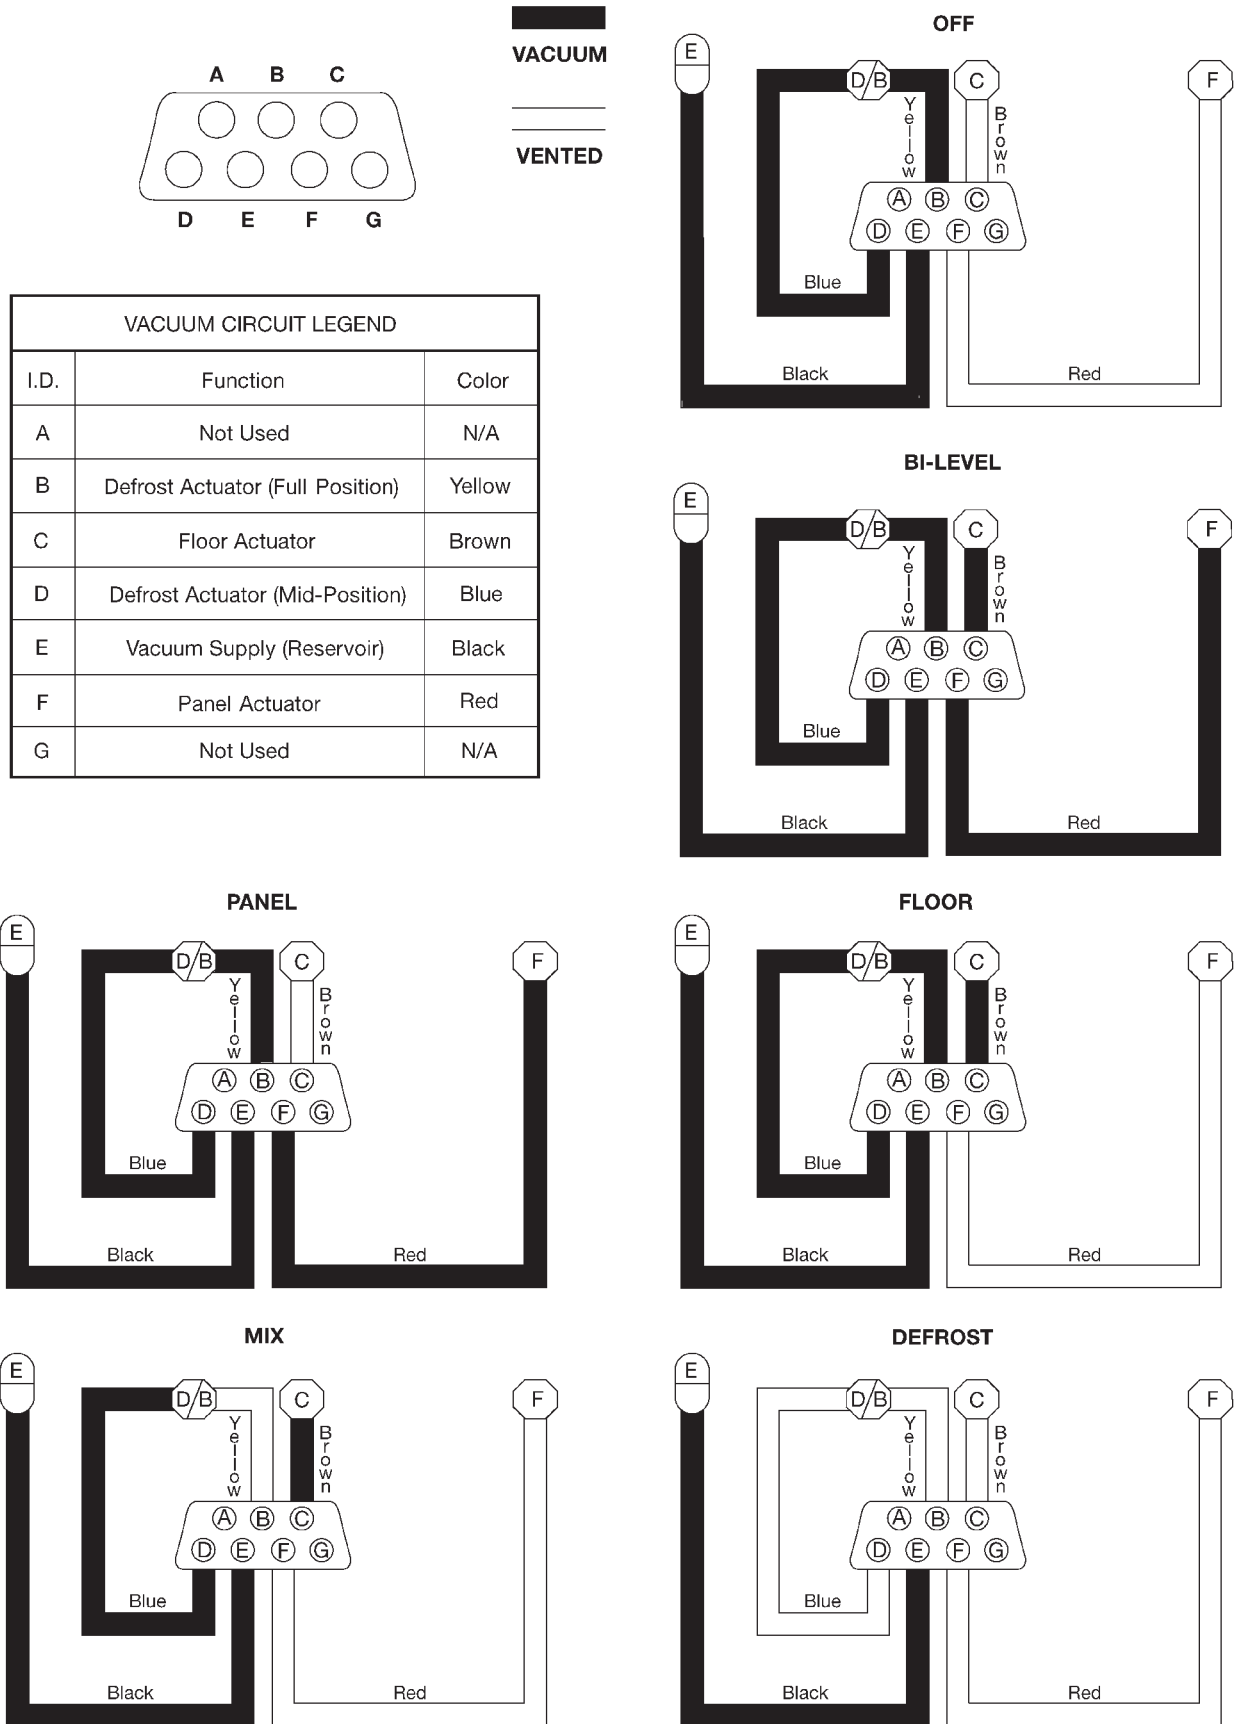 A B C
D E F G
VACUUM
VENTED
VACUUM CIRCUIT LEGEND
I.D. Function Color
A Not Used N/A
B Defrost Actuator (Full Position) Yellow
C Floor Actuator Brown
D Defrost Actuator (Mid-Position) Blue
E Vacuum Supply (Reservoir) Black
F Panel Actuator Red
G Not Used N/A
OFF
E D/B C F
Yellow Brown
A B C
D E F G
Blue
Black Red
BI-LEVEL
E D/B C F
Yellow Brown
A B C
D E F G
Blue
Black Red
PANEL
E D/B C F
Yellow Brown
A B C
D E F G
Blue
Black Red
FLOOR
E D/B C F
Yellow Brown
A B C
D E F G
Blue
Black Red
MIX
E D/B C F
Yellow Brown
A B C
D E F G
Blue
Black Red
DEFROST
E D/B C F
Yellow Brown
A B C
D E F G
Blue
Black Red